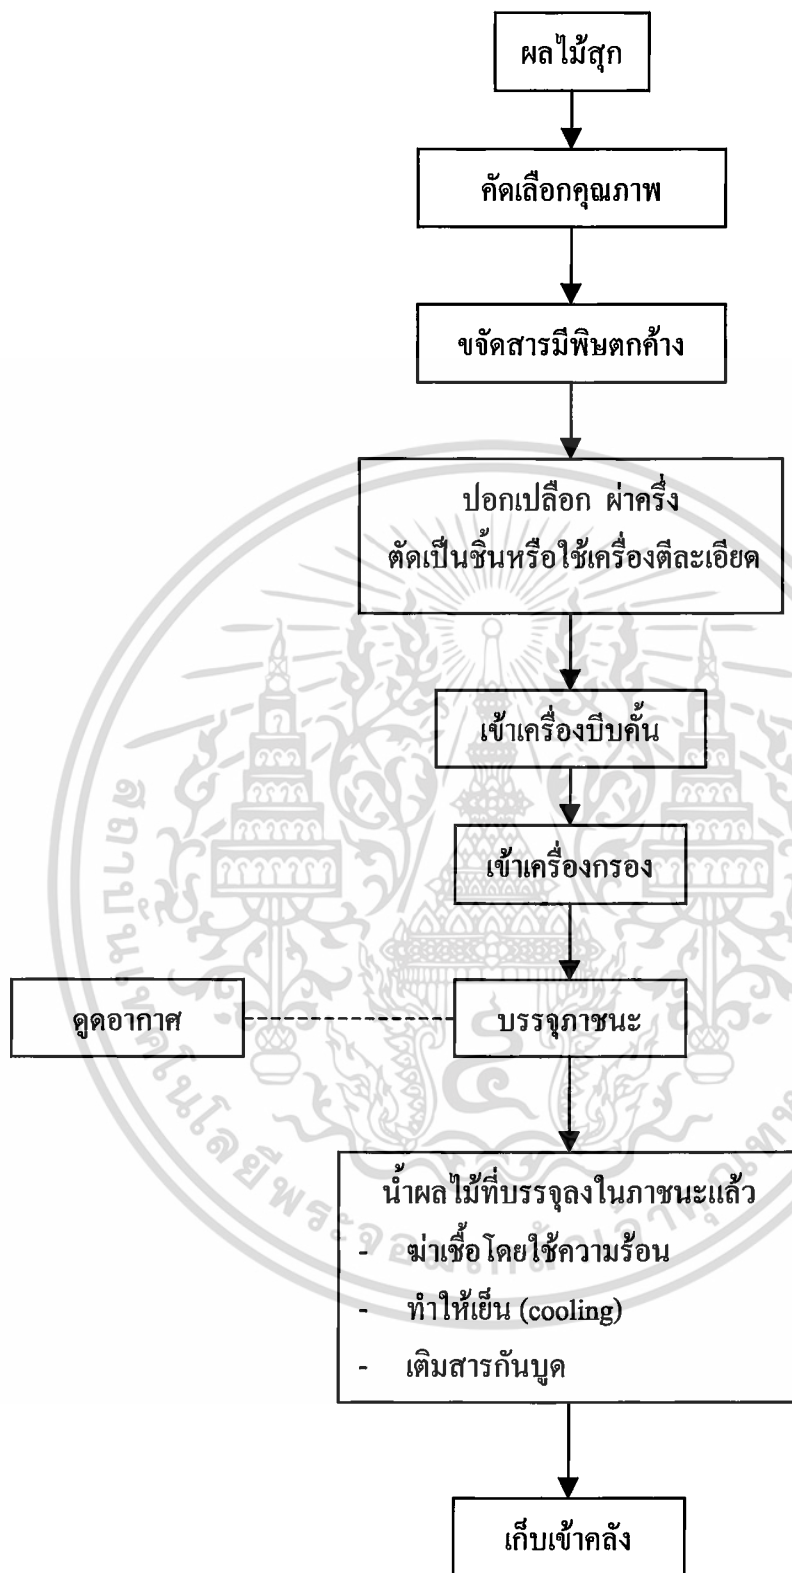 ผลไม้สุก
คัดเลือกคุณภาพ
ขจัดสารมีพิษตกค้าง
ปอกเปลือก ผ่าครึ่ง
ตัดเป็นชิ้นหรือใช้เครื่องตีละเอียด
เข้าเครื่องบีบคั้น
เข้าเครื่องกรอง
ดูดอากาศ
บรรจุภาชนะ
น้ำผลไม้ที่บรรจุลงในภาชนะแล้ว
- ฆ่าเชื้อโดยใช้ความร้อน
- ทำให้เย็น (cooling)
- เติมสารกันบูด
เก็บเข้าคลัง